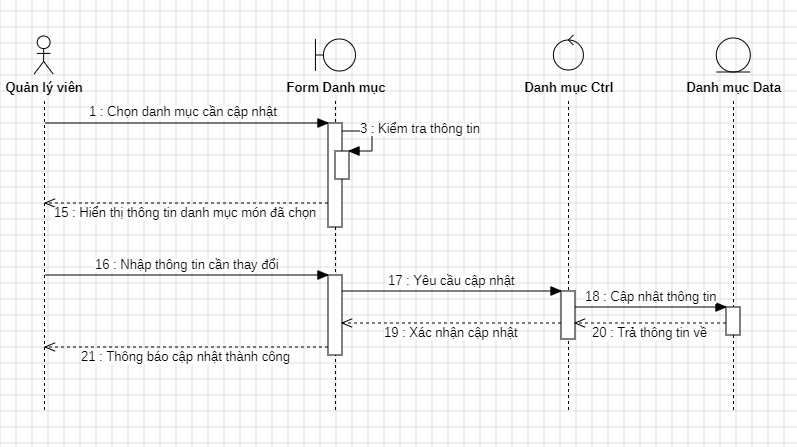 Quản lý viên
Form Danh mục
Danh mục Ctrl
Danh mục Data
1 : Chọn danh mục cần cập nhật
3 : Kiểm tra thông tin
15 : Hiển thị thông tin danh mục món đã chọn
16 : Nhập thông tin cần thay đổi
17 : Yêu cầu cập nhật
18 : Cập nhật thông tin
19 : Xác nhận cập nhật
20 : Trả thông tin về
21 : Thông báo cập nhật thành công